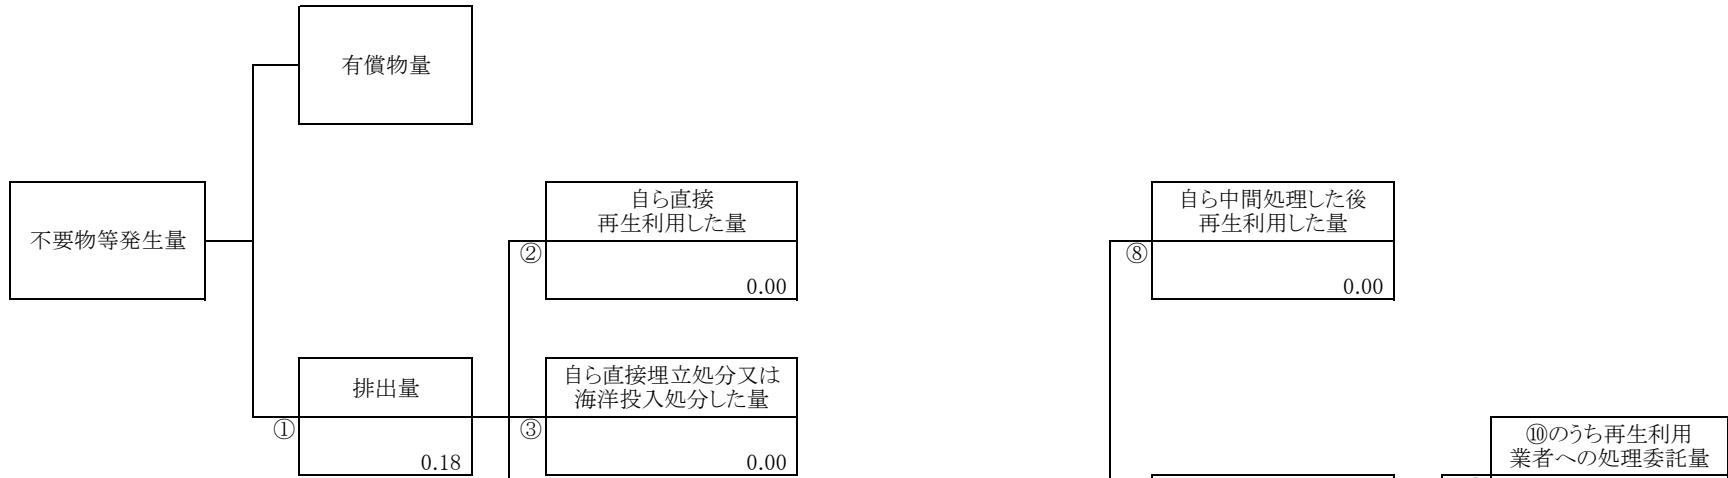 有償物量
不要物等発生量
自ら直接
再生利用した量
②
0.00
自ら中間処理した後
再生利用した量
⑧
0.00
排出量
①
0.18
自ら直接埋立処分又は
海洋投入処分した量
③
0.00
⑩のうち再生利用
業者への処理委託量